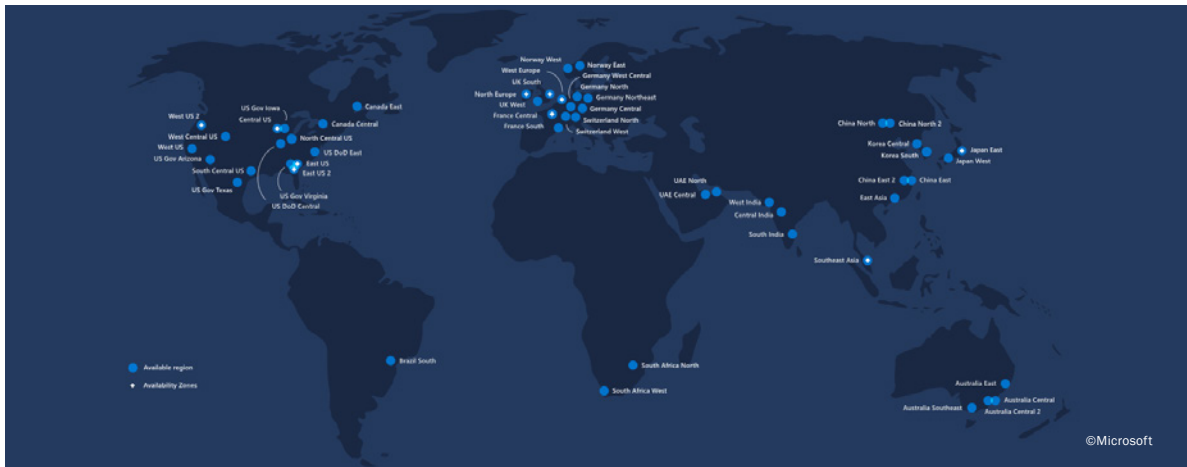 Norway West
Norway East
West Europe
Germany West Central
UK South
Germany North
North Europe
Germany Northeast
UK West
Germany Central
France Central
Switzerland North
France South
Switzerland West
Canada East
US Gov Iowa
West US 2
Central US
Canada Central
West Central US
North Central US
West US
US DoD East
US Gov Arizona
East US
South Central US
East US 2
US Gov Texas
US Gov Virginia
US DoD Central
China North
China North 2
Korea Central
Japan East
Korea South
Japan West
China East 2
China East
East Asia
UAE North
UAE Central
West India
Central India
South India
Southeast Asia
Brazil South
South Africa North
South Africa West
Available region
Availability Zones
Australia East
Australia Central
Australia Southeast
Australia Central 2
©Microsoft